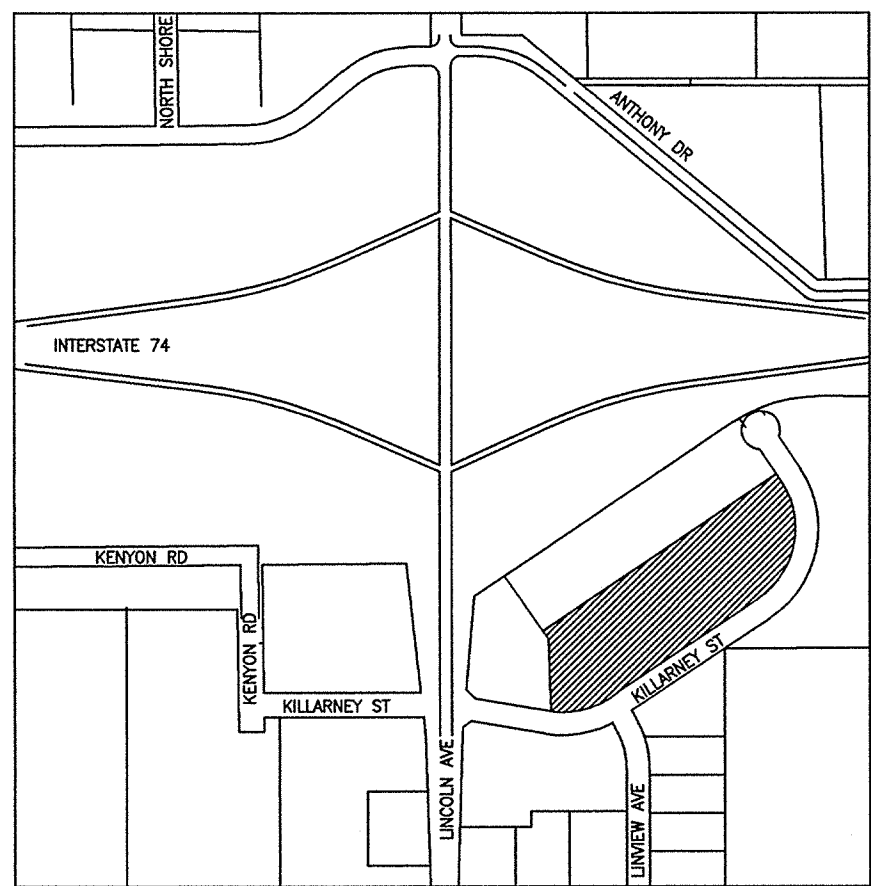 NORTH SHORE
ANTHONY DR
INTERSTATE 74
KENYON RD
KENYON RD
KILLARNEY ST
KILLARNEY ST
LINCOLN AVE
LINVIEW AVE